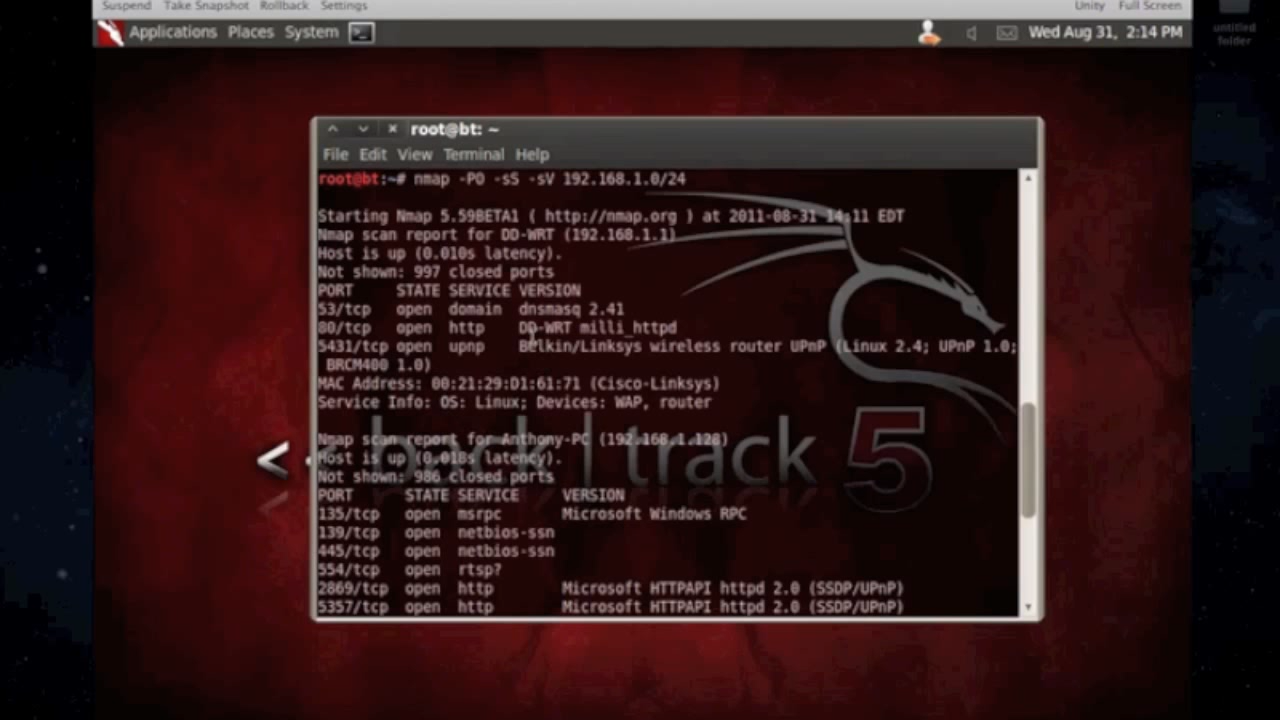 Suspend Take Snapshot Rollback Settings Unity Full Screen
Applications Places System Wed Aug 31, 2:14 PM
untitled
folder
root@bt: ~
File Edit View Terminal Help
root@bt:~# nmap -PO -sS -sV 192.168.1.0/24
Starting Nmap 5.59BETA1 ( http://nmap.org ) at 2011-08-31 14:11 EDT
Nmap scan report for DD-WRT (192.168.1.1)
Host is up (0.010s latency).
Not shown: 997 closed ports
PORT STATE SERVICE VERSION
53/tcp open domain dnsmasq 2.41
80/tcp open http DD-WRT milli_httpd
5431/tcp open upnp Belkin/Linksys wireless router UPnP (Linux 2.4; UPnP 1.0;
BRCM400 1.0)
MAC Address: 00:21:29:D1:61:71 (Cisco-Linksys)
Service Info: OS: Linux; Devices: WAP, router
Nmap scan report for Anthony-PC (192.168.1.128)
Host is up (0.018s latency).
Not shown: 986 closed ports
PORT STATE SERVICE VERSION
135/tcp open msrpc Microsoft Windows RPC
139/tcp open netbios-ssn
445/tcp open netbios-ssn
554/tcp open rtsp?
2869/tcp open http Microsoft HTTPAPI httpd 2.0 (SSDP/UPnP)
5357/tcp open http Microsoft HTTPAPI httpd 2.0 (SSDP/UPnP)
<< back | track 5